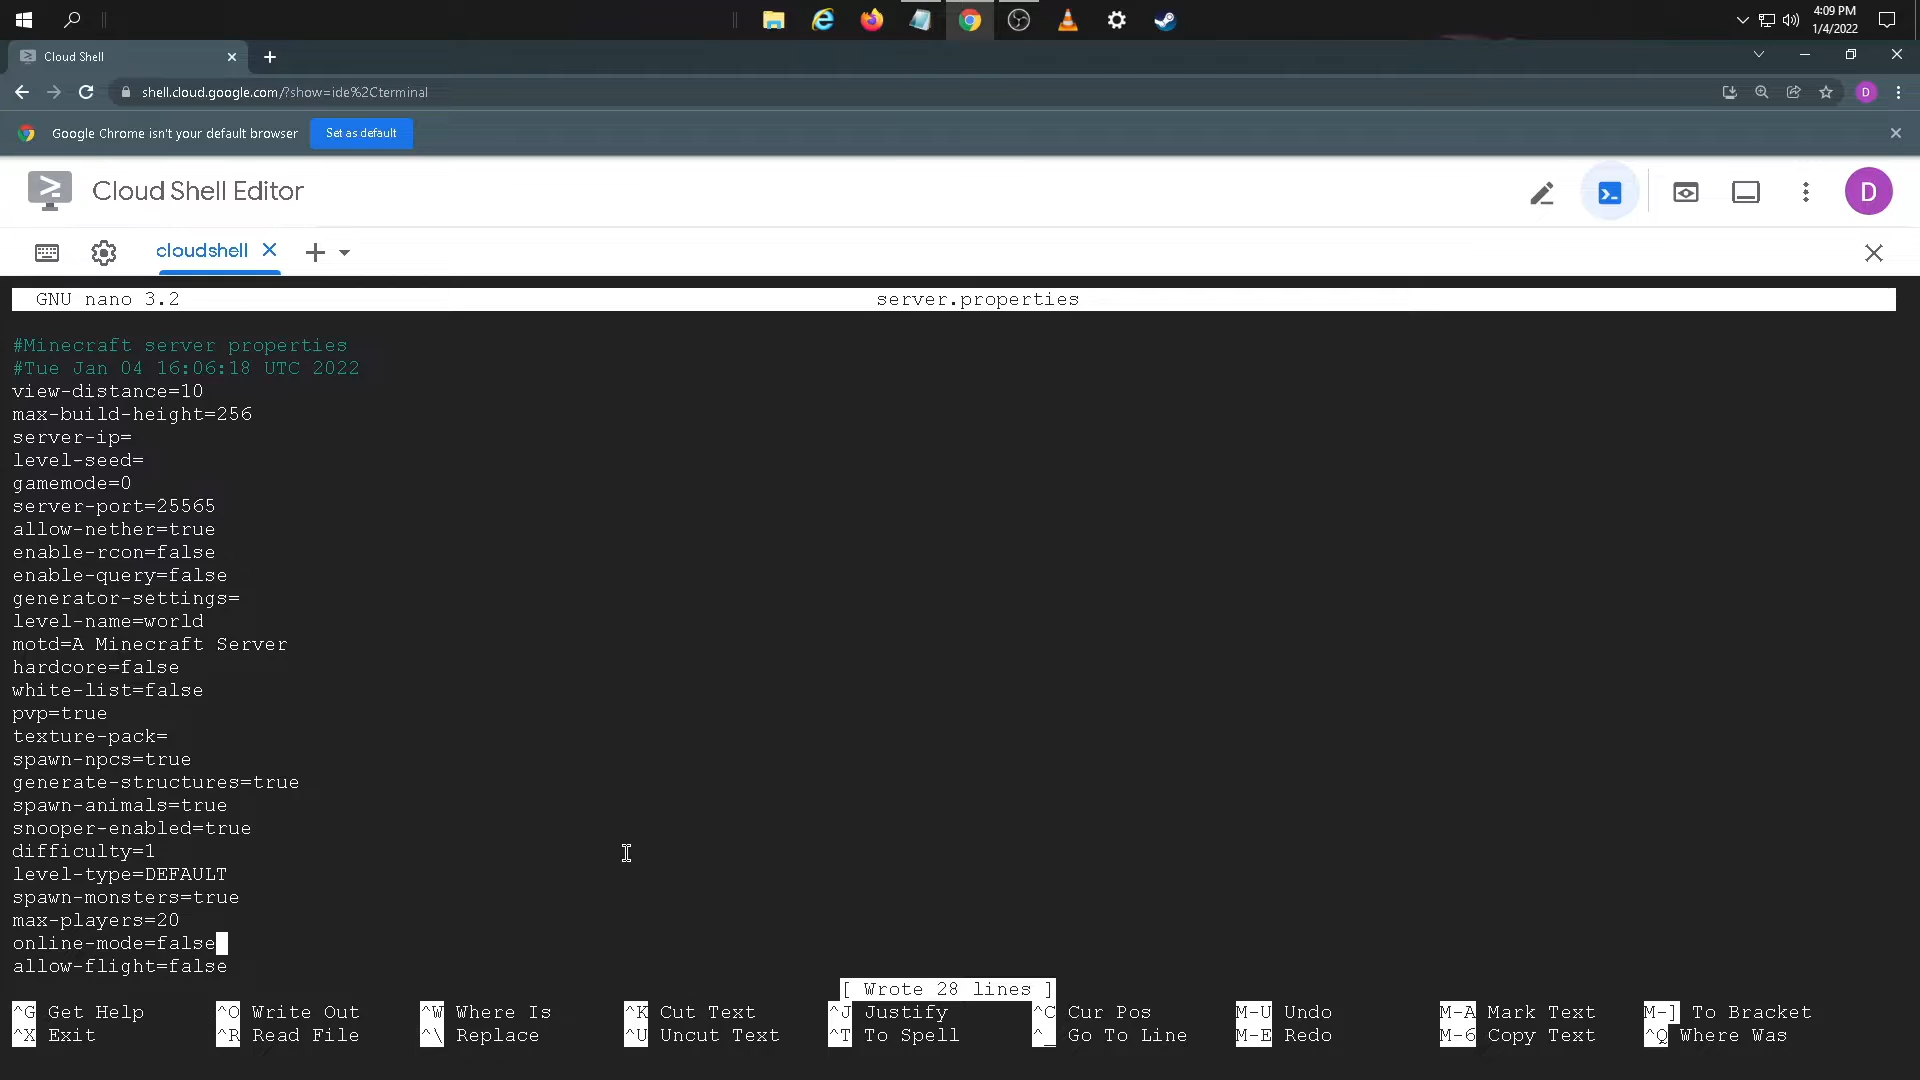 4:09 PM
1/4/2022
Cloud Shell
shell.cloud.google.com/?show=ide%2Cterminal
D
Google Chrome isn't your default browser
Set as default
Cloud Shell Editor
D
cloudshell
GNU nano 3.2 server.properties
#Minecraft server properties
#Tue Jan 04 16:06:18 UTC 2022
view-distance=10
max-build-height=256
server-ip=
level-seed=
gamemode=0
server-port=25565
allow-nether=true
enable-rcon=false
enable-query=false
generator-settings=
level-name=world
motd=A Minecraft Server
hardcore=false
white-list=false
pvp=true
texture-pack=
spawn-npcs=true
generate-structures=true
spawn-animals=true
snooper-enabled=true
difficulty=1
level-type=DEFAULT
spawn-monsters=true
max-players=20
online-mode=false
allow-flight=false
[ Wrote 28 lines ]
^G Get Help ^O Write Out ^W Where Is ^K Cut Text ^J Justify ^C Cur Pos M-U Undo M-A Mark Text M-] To Bracket
^X Exit ^R Read File ^\ Replace ^U Uncut Text ^T To Spell ^_ Go To Line M-E Redo M-6 Copy Text ^Q Where Was